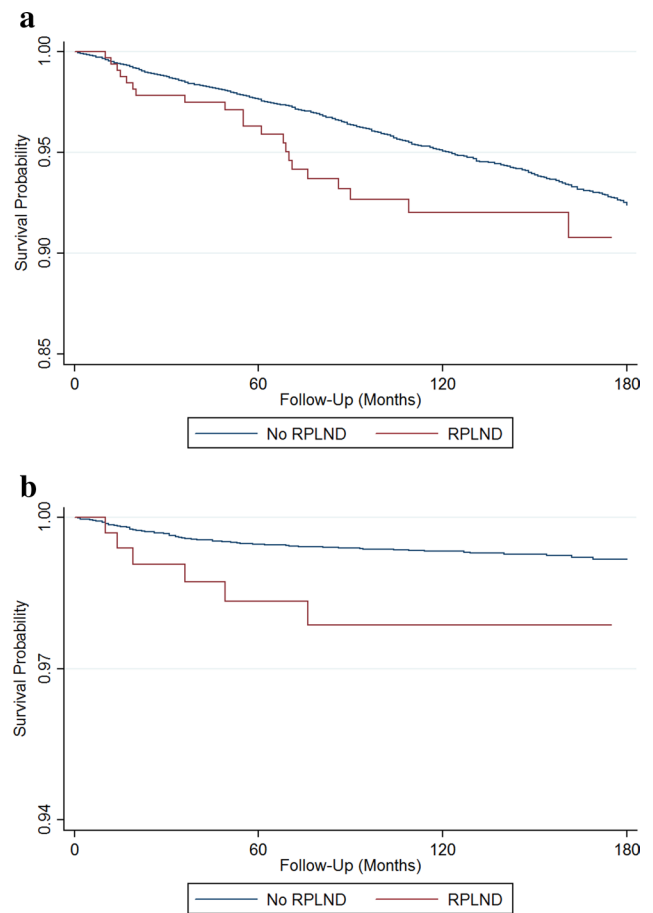 a
Survival Probability
1.00
0.95
0.90
0.85
0 60 120 180
Follow-Up (Months)
No RPLND RPLND
b
Survival Probability
1.00
0.97
0.94
0 60 120 180
Follow-Up (Months)
No RPLND RPLND